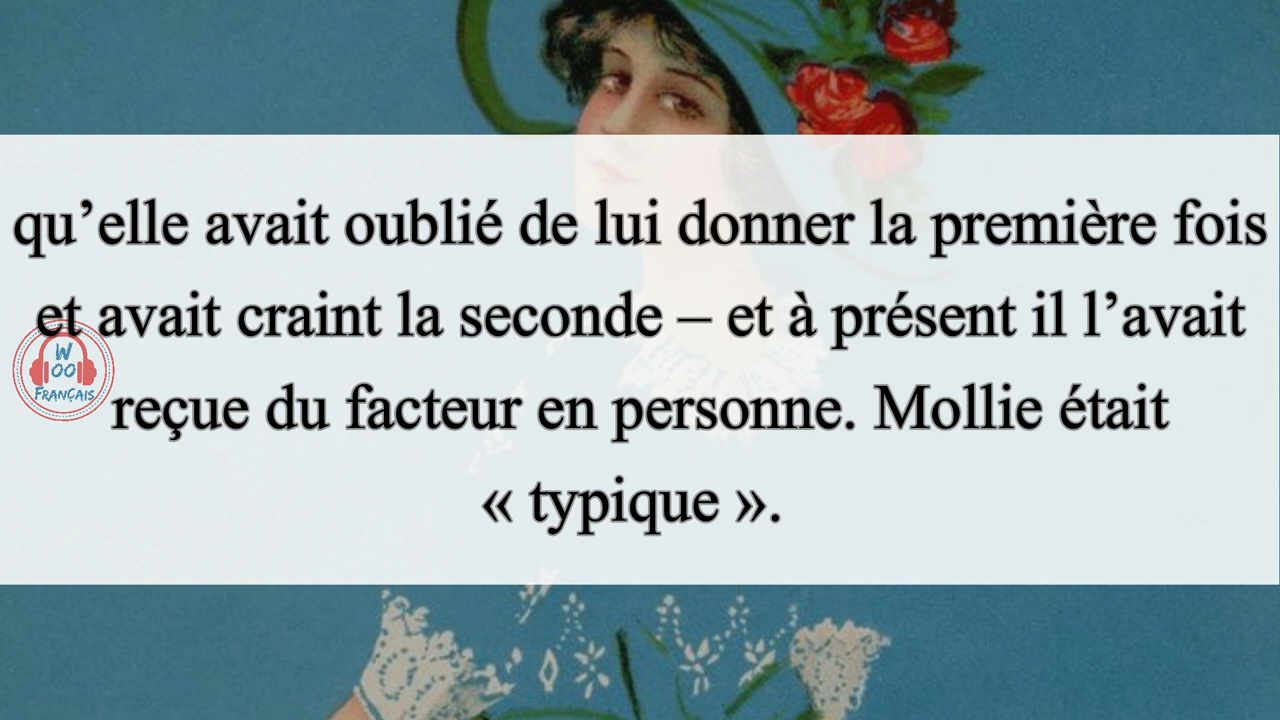 qu’elle avait oublié de lui donner la première fois
et avait craint la seconde – et à présent il l’avait
reçue du facteur en personne. Mollie était
« typique ».
W
OO
FRANÇAIS